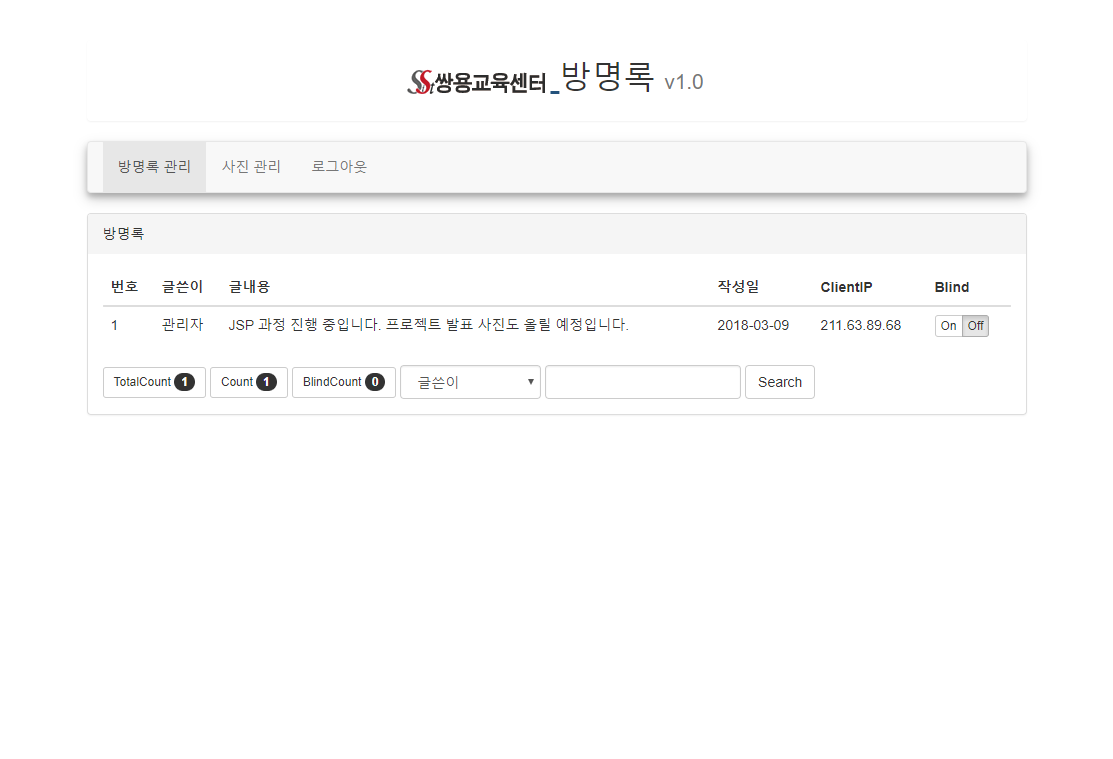 쌍용교육센터_방명록 v1.0
방명록 관리 사진 관리 로그아웃
방명록
번호 글쓴이 글내용 작성일 ClientIP Blind
1 관리자 JSP 과정 진행 중입니다. 프로젝트 발표 사진도 올릴 예정입니다. 2018-03-09 211.63.89.68 On Off
TotalCount 1 Count 1 BlindCount 0 글쓴이 Search